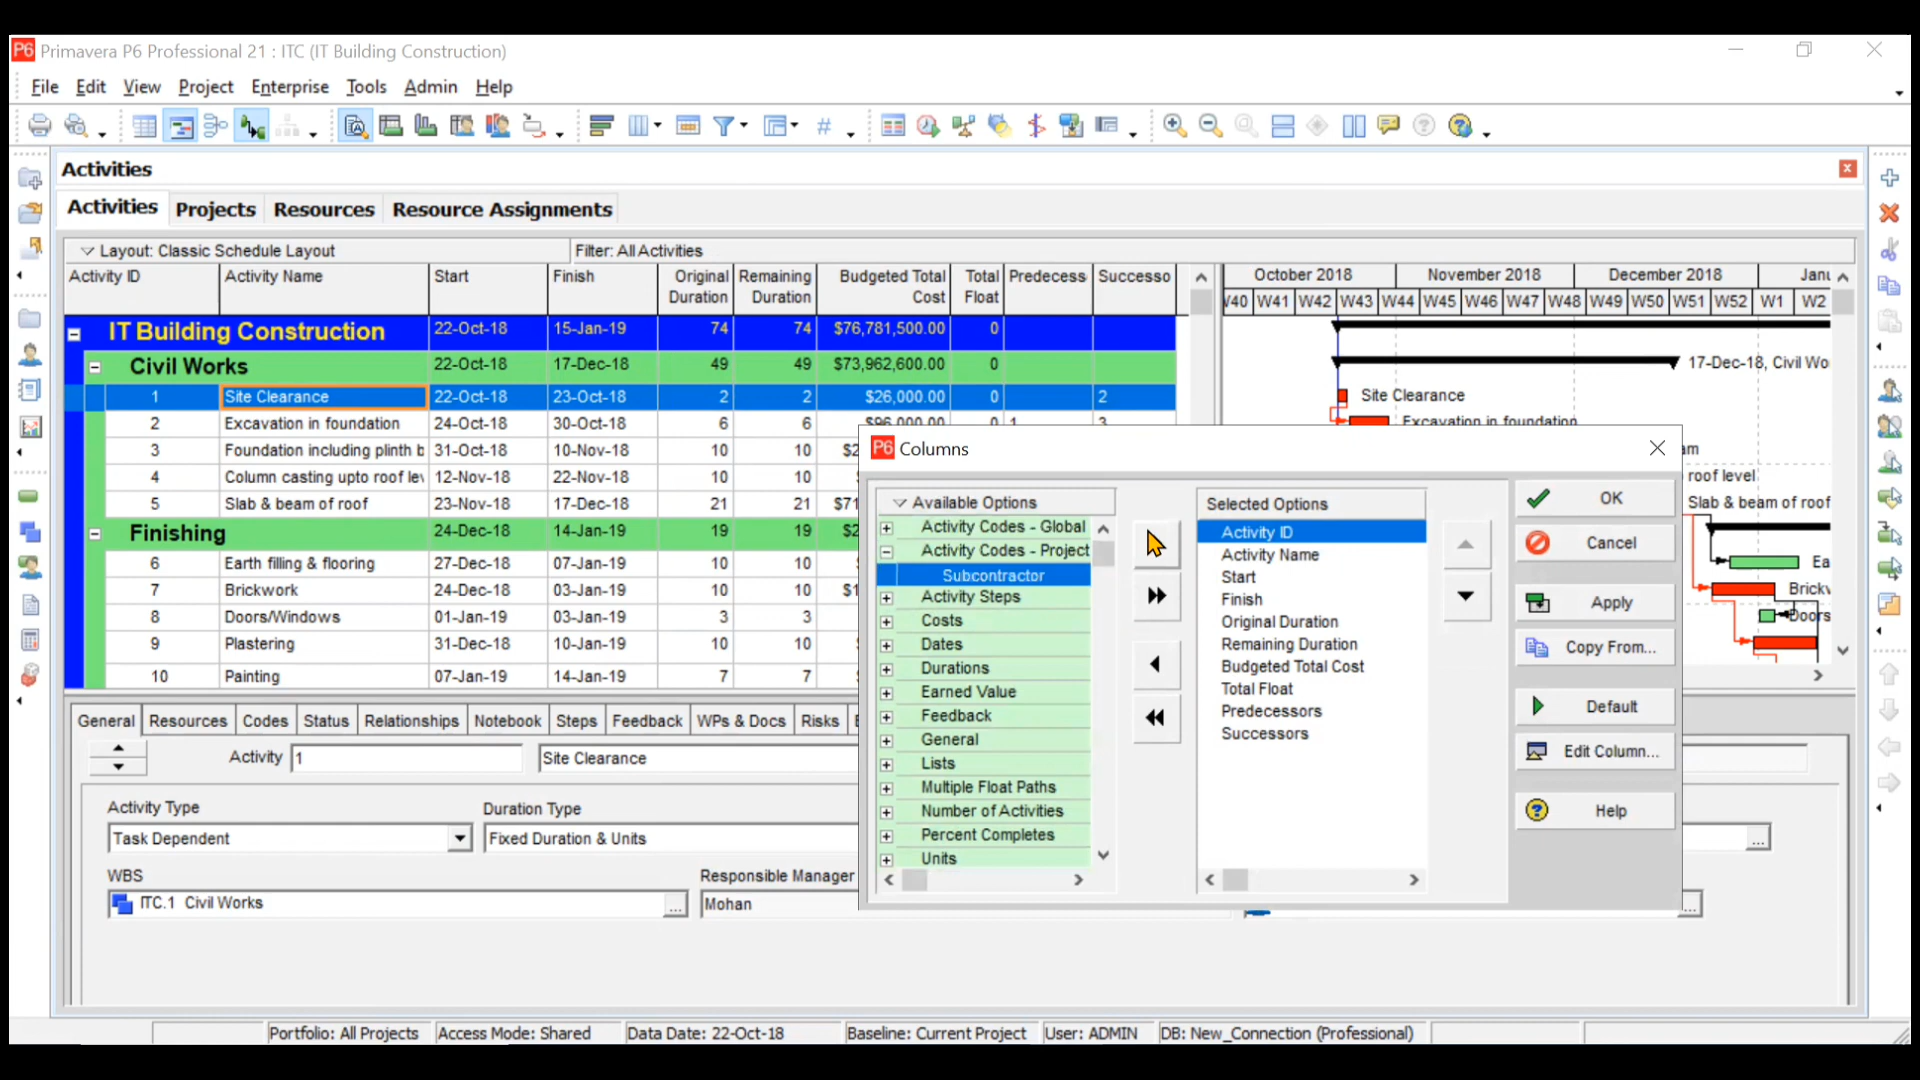 P6 Primavera P6 Professional 21 : ITC (IT Building Construction)
File Edit View Project Enterprise Tools Admin Help
Activities
Activities Projects Resources Resource Assignments
Layout: Classic Schedule Layout Filter: All Activities
Activity ID Activity Name Start Finish Original Duration Remaining Duration Budgeted Total Cost Total Float Predecess Successo
October 2018 November 2018 December 2018
W41 W42 W43 W44 W45 W46 W47 W48 W49 W50 W51 W52 W1 W2
IT Building Construction 22-Oct-18 15-Jan-19 74 74 $76,781,500.00 0
Civil Works 22-Oct-18 17-Dec-18 49 49 $73,962,600.00 0 17-Dec-18, Civil Wo
1 Site Clearance 22-Oct-18 23-Oct-18 2 2 $26,000.00 0 2 Site Clearance
2 Excavation in foundation 24-Oct-18 30-Oct-18 6 6 $96,000.00 0 1 3 Excavation in foundation
3 Foundation including plinth b 31-Oct-18 10-Nov-18 10 10 $2 am
4 Column casting upto roof lev 12-Nov-18 22-Nov-18 10 10 $2 roof level
5 Slab & beam of roof 23-Nov-18 17-Dec-18 21 21 $71 Slab & beam of roof
Finishing 24-Dec-18 14-Jan-19 19 19 $2
6 Earth filling & flooring 27-Dec-18 07-Jan-19 10 10 Ea
7 Brickwork 24-Dec-18 03-Jan-19 10 10 $1 Brickv
8 Doors/Windows 01-Jan-19 03-Jan-19 3 3 Doors
9 Plastering 31-Dec-18 10-Jan-19 10 10
10 Painting 07-Jan-19 14-Jan-19 7 7
P6 Columns
Available Options
Activity Codes - Global
Activity Codes - Project
Subcontractor
Activity Steps
Costs
Dates
Durations
Earned Value
Feedback
General
Lists
Multiple Float Paths
Number of Activities
Percent Completes
Units
Selected Options
Activity ID
Activity Name
Start
Finish
Original Duration
Remaining Duration
Budgeted Total Cost
Total Float
Predecessors
Successors
OK
Cancel
Apply
Copy From...
Default
Edit Column...
Help
General Resources Codes Status Relationships Notebook Steps Feedback WPs & Docs Risks
Activity 1 Site Clearance
Activity Type Duration Type
Task Dependent Fixed Duration & Units
WBS Responsible Manager
ITC.1 Civil Works ... Mohan
Portfolio: All Projects Access Mode: Shared Data Date: 22-Oct-18 Baseline: Current Project User: ADMIN DB: New_Connection (Professional)